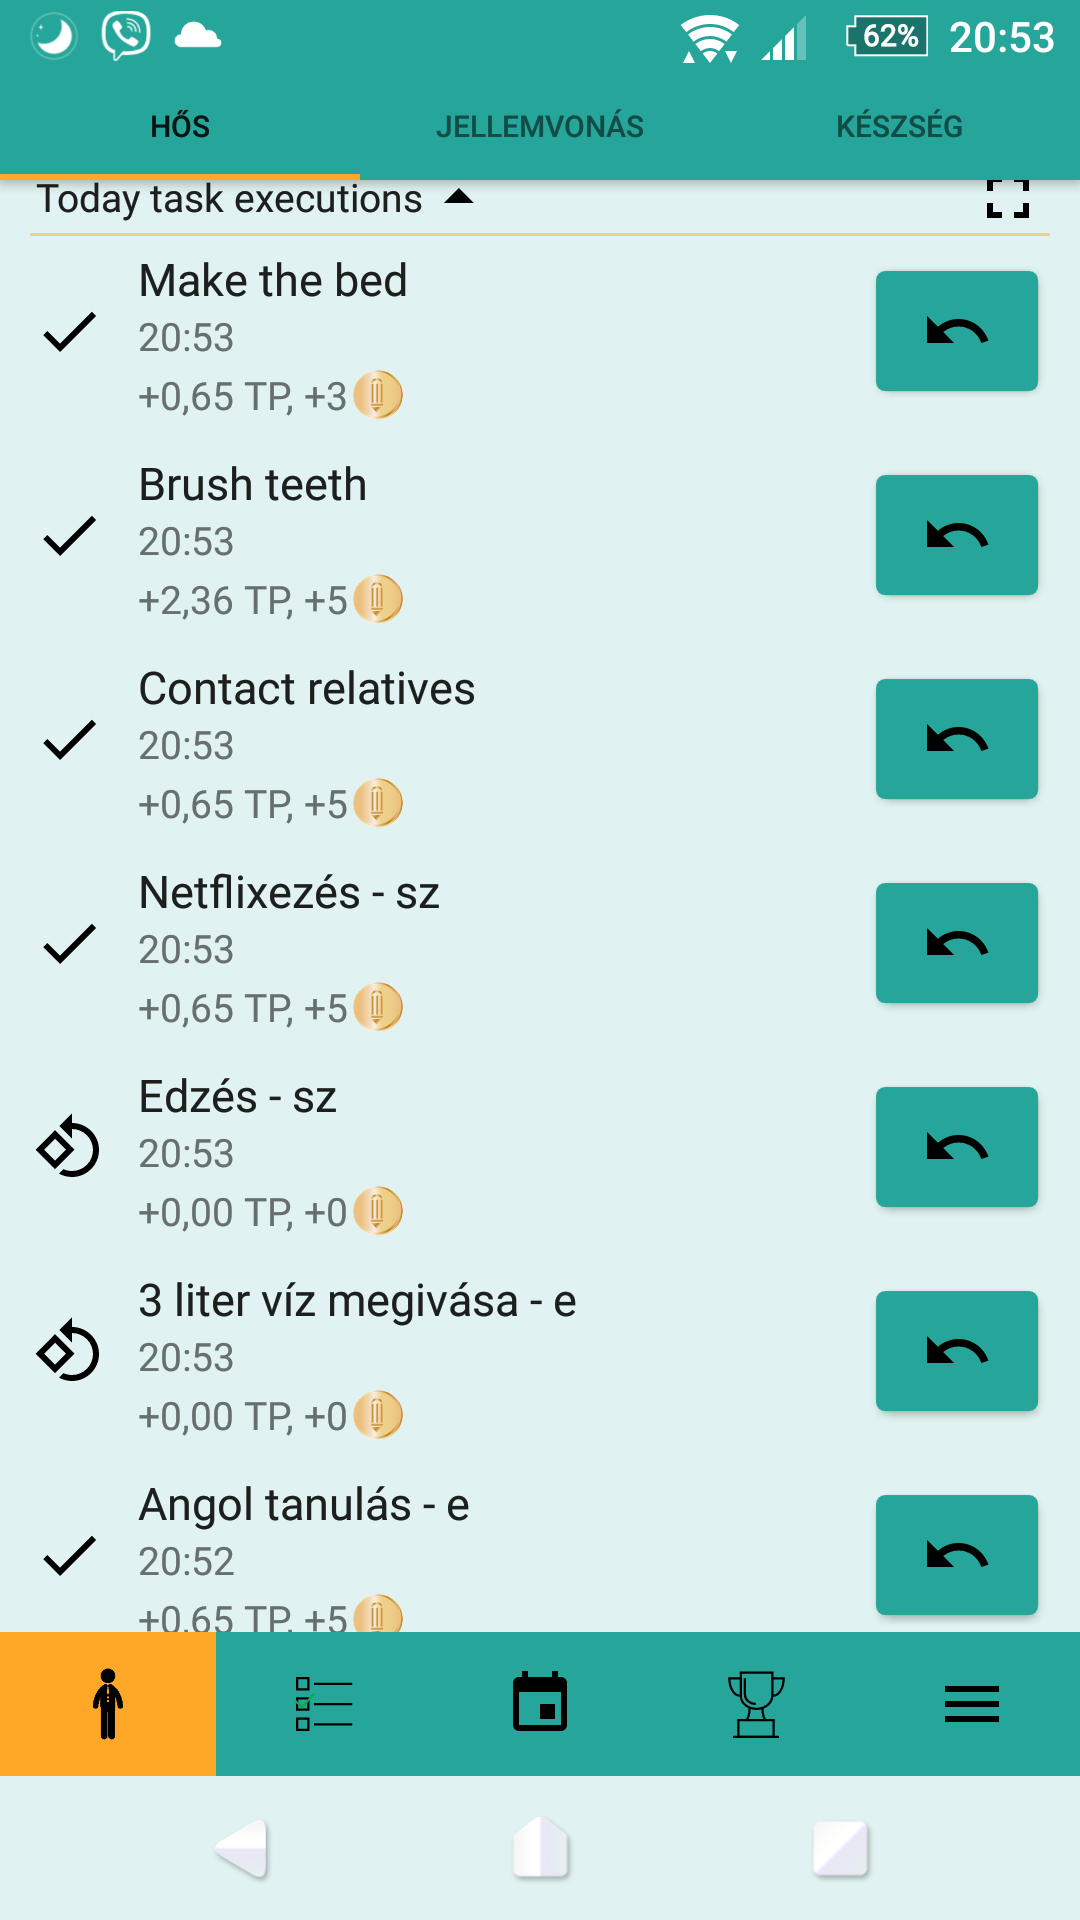 62% 20:53
HŐS JELLEMVONÁS KÉSZSÉG
Today task executions
Make the bed
20:53
+0,65 TP, +3
Brush teeth
20:53
+2,36 TP, +5
Contact relatives
20:53
+0,65 TP, +5
Netflixezés - sz
20:53
+0,65 TP, +5
Edzés - sz
20:53
+0,00 TP, +0
3 liter víz megivása - e
20:53
+0,00 TP, +0
Angol tanulás - e
20:52
+0,65 TP, +5